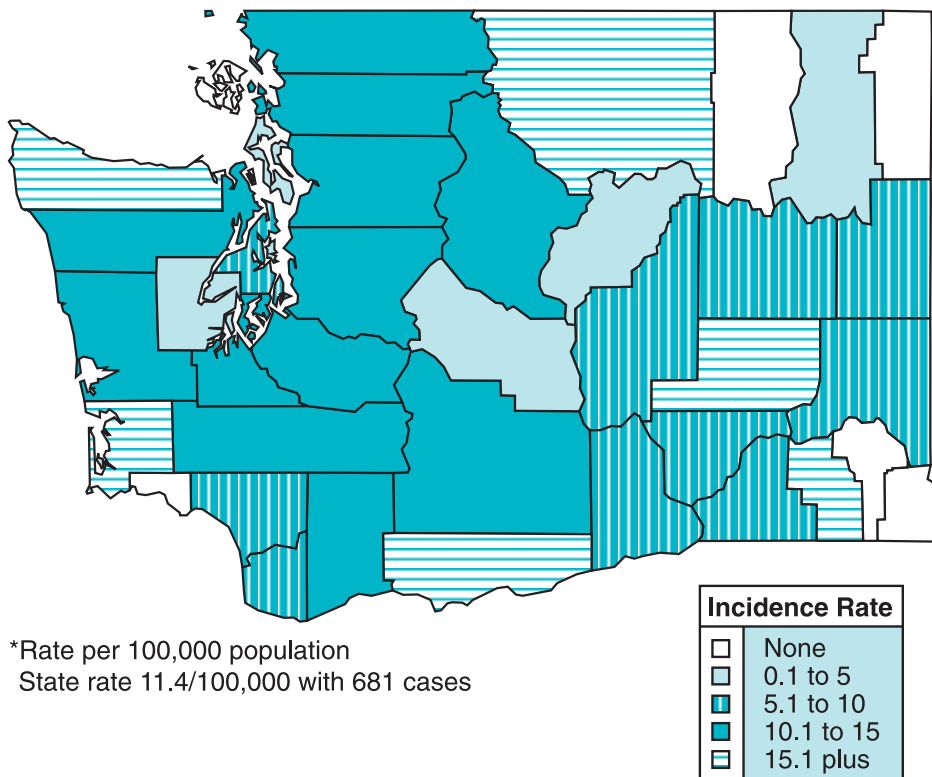 *Rate per 100,000 population
State rate 11.4/100,000 with 681 cases
Incidence Rate
None
0.1 to 5
5.1 to 10
10.1 to 15
15.1 plus